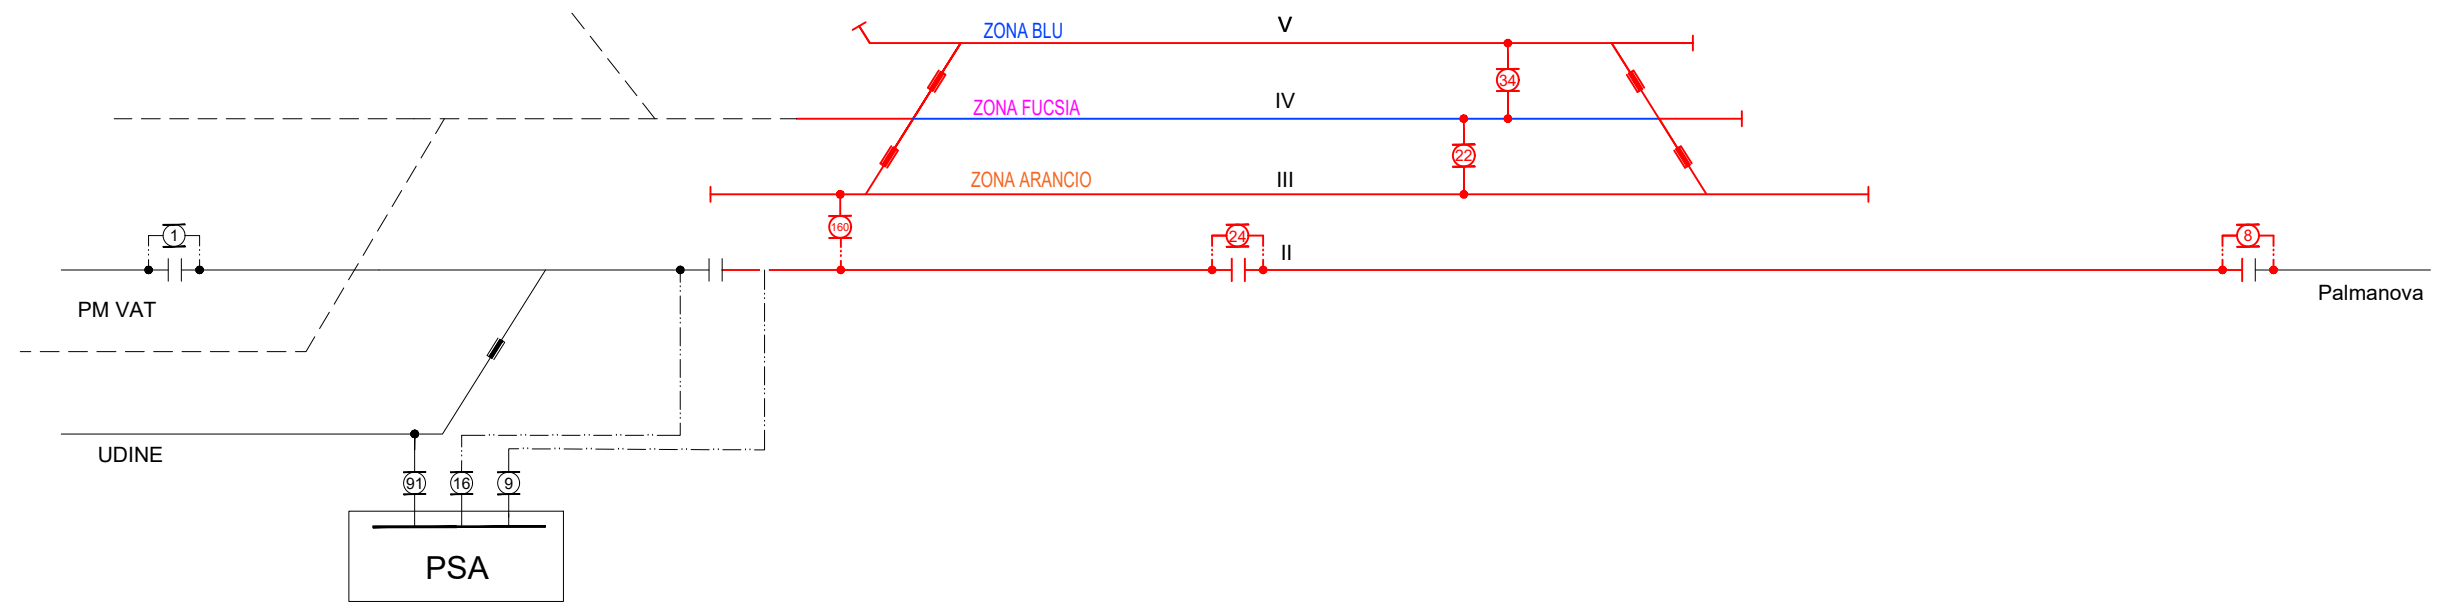 ZONA BLU
V
34
ZONA FUCSIA
IV
22
ZONA ARANCIO
III
160
1
24
8
II
PM VAT
Palmanova
UDINE
91
16
9
PSA